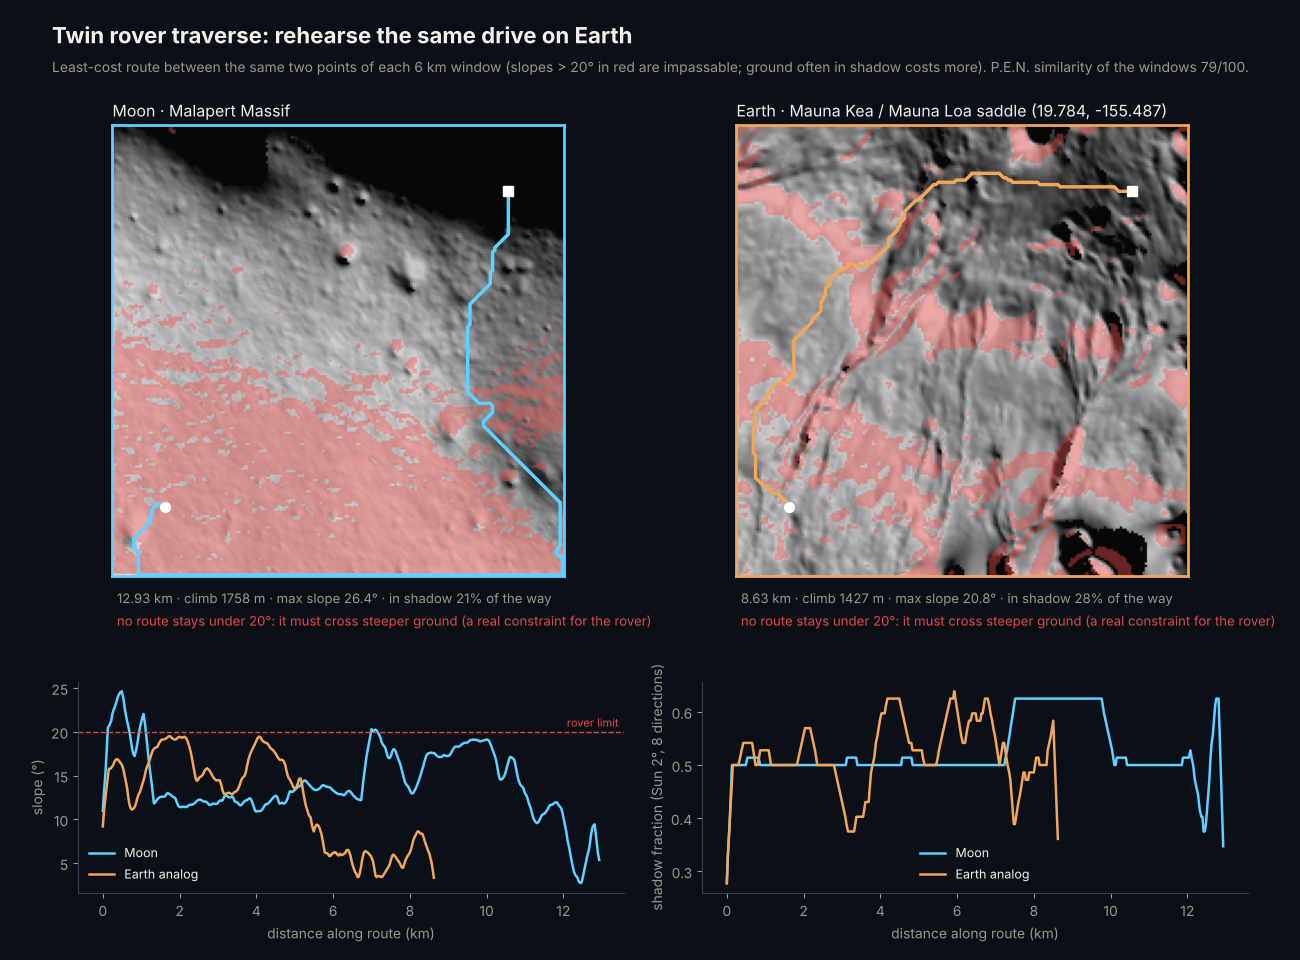 Twin rover traverse: rehearse the same drive on Earth
Least-cost route between the same two points of each 6 km window (slopes > 20° in red are impassable; ground often in shadow costs more). P.E.N. similarity of the windows 79/100.
Moon · Malapert Massif
Earth · Mauna Kea / Mauna Loa saddle (19.784, -155.487)
12.93 km · climb 1758 m · max slope 26.4° · in shadow 21% of the way
no route stays under 20°: it must cross steeper ground (a real constraint for the rover)
8.63 km · climb 1427 m · max slope 20.8° · in shadow 28% of the way
no route stays under 20°: it must cross steeper ground (a real constraint for the rover)
slope (°)
25
20
15
10
5
rover limit
Moon
Earth analog
0 2 4 6 8 10 12
distance along route (km)
shadow fraction (Sun 2°, 8 directions)
0.6
0.5
0.4
0.3
Moon
Earth analog
0 2 4 6 8 10 12
distance along route (km)